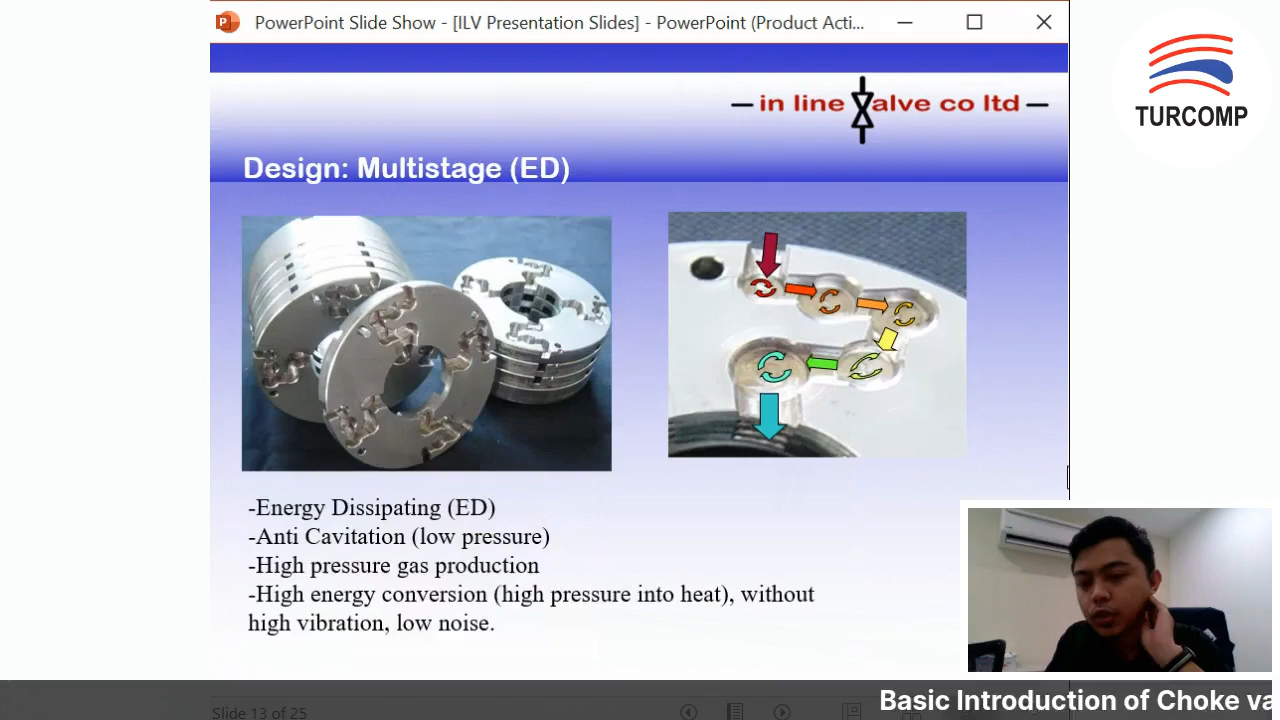 PowerPoint Slide Show - [ILV Presentation Slides] - PowerPoint (Product Acti...
in line valve co ltd
TURCOMP
Design: Multistage (ED)
-Energy Dissipating (ED)
-Anti Cavitation (low pressure)
-High pressure gas production
-High energy conversion (high pressure into heat), without
high vibration, low noise.
Basic Introduction of Choke va
Slide 13 of 25